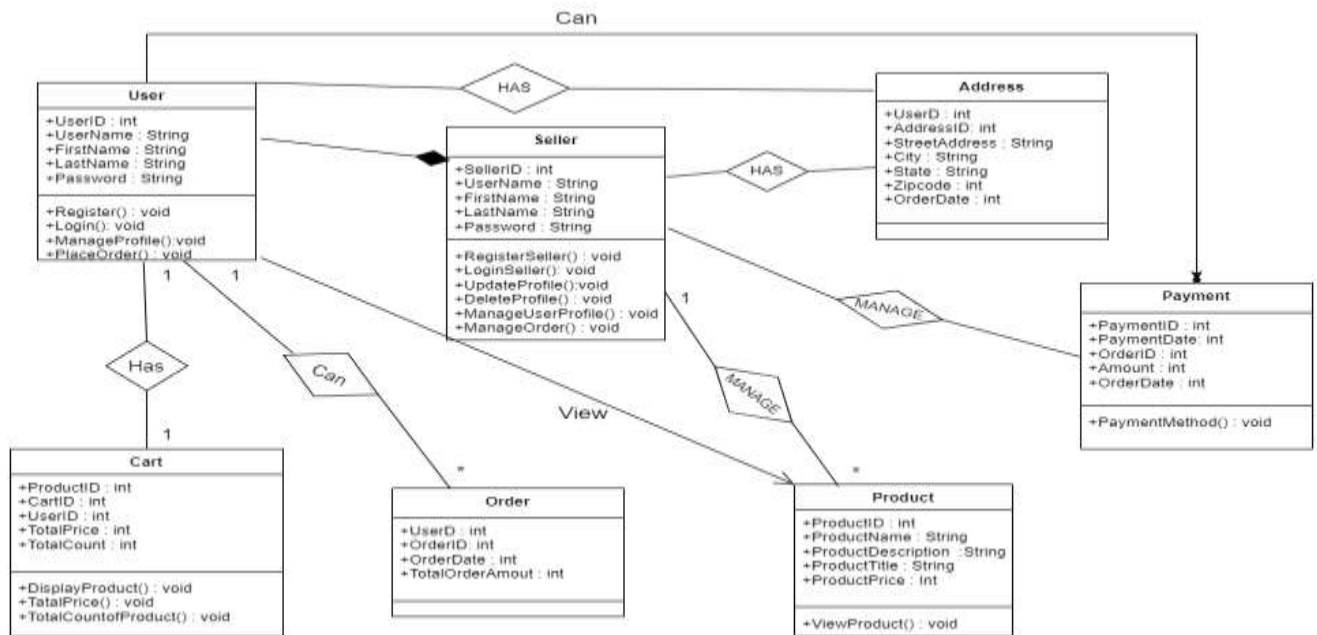 Can
User
+UserID : int
+UserName : String
+FirstName : String
+LastName : String
+Password : String
+Register() : void
+Login(): void
+ManageProfile():void
+PlaceOrder() : void
HAS
Address
+UserD : int
+AddressID: int
+StreetAddress : String
+City : String
+State : String
+Zipcode : int
+OrderDate : int
Seller
+SellerID : int
+UserName : String
+FirstName : String
+LastName : String
+Password : String
+RegisterSeller() : void
+LoginSeller(): void
+UpdateProfile():void
+DeleteProfile() : void
+ManageUserProfile() : void
+ManageOrder() : void
HAS
MANAGE
Payment
+PaymentID : int
+PaymentDate: int
+OrderID : int
+Amount : int
+OrderDate : int
+PaymentMethod() : void
1
1
1
Has
Can
MANAGE
View
1
*
*
Cart
+ProductID : int
+CartID : int
+UserID : int
+TotalPrice : int
+TotalCount : int
+DisplayProduct() : void
+TatalPrice() : void
+TotalCountofProduct() : void
Order
+UserD : int
+OrderID: int
+OrderDate : int
+TotalOrderAmout : int
Product
+ProductID : int
+ProductName : String
+ProductDescription :String
+ProductTitle : String
+ProductPrice : Int
+ViewProduct() : void